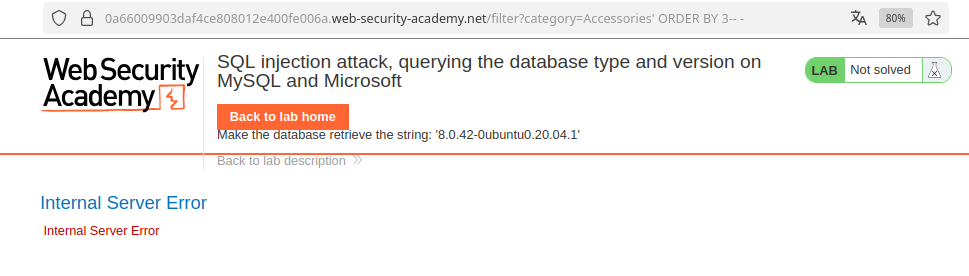 0a66009903daf4ce808012e400fe006a.web-security-academy.net/filter?category=Accessories' ORDER BY 3-- -
80%
Web Security
Academy
SQL injection attack, querying the database type and version on
MySQL and Microsoft
LAB Not solved
Back to lab home
Make the database retrieve the string: '8.0.42-0ubuntu0.20.04.1'
Back to lab description
Internal Server Error
Internal Server Error